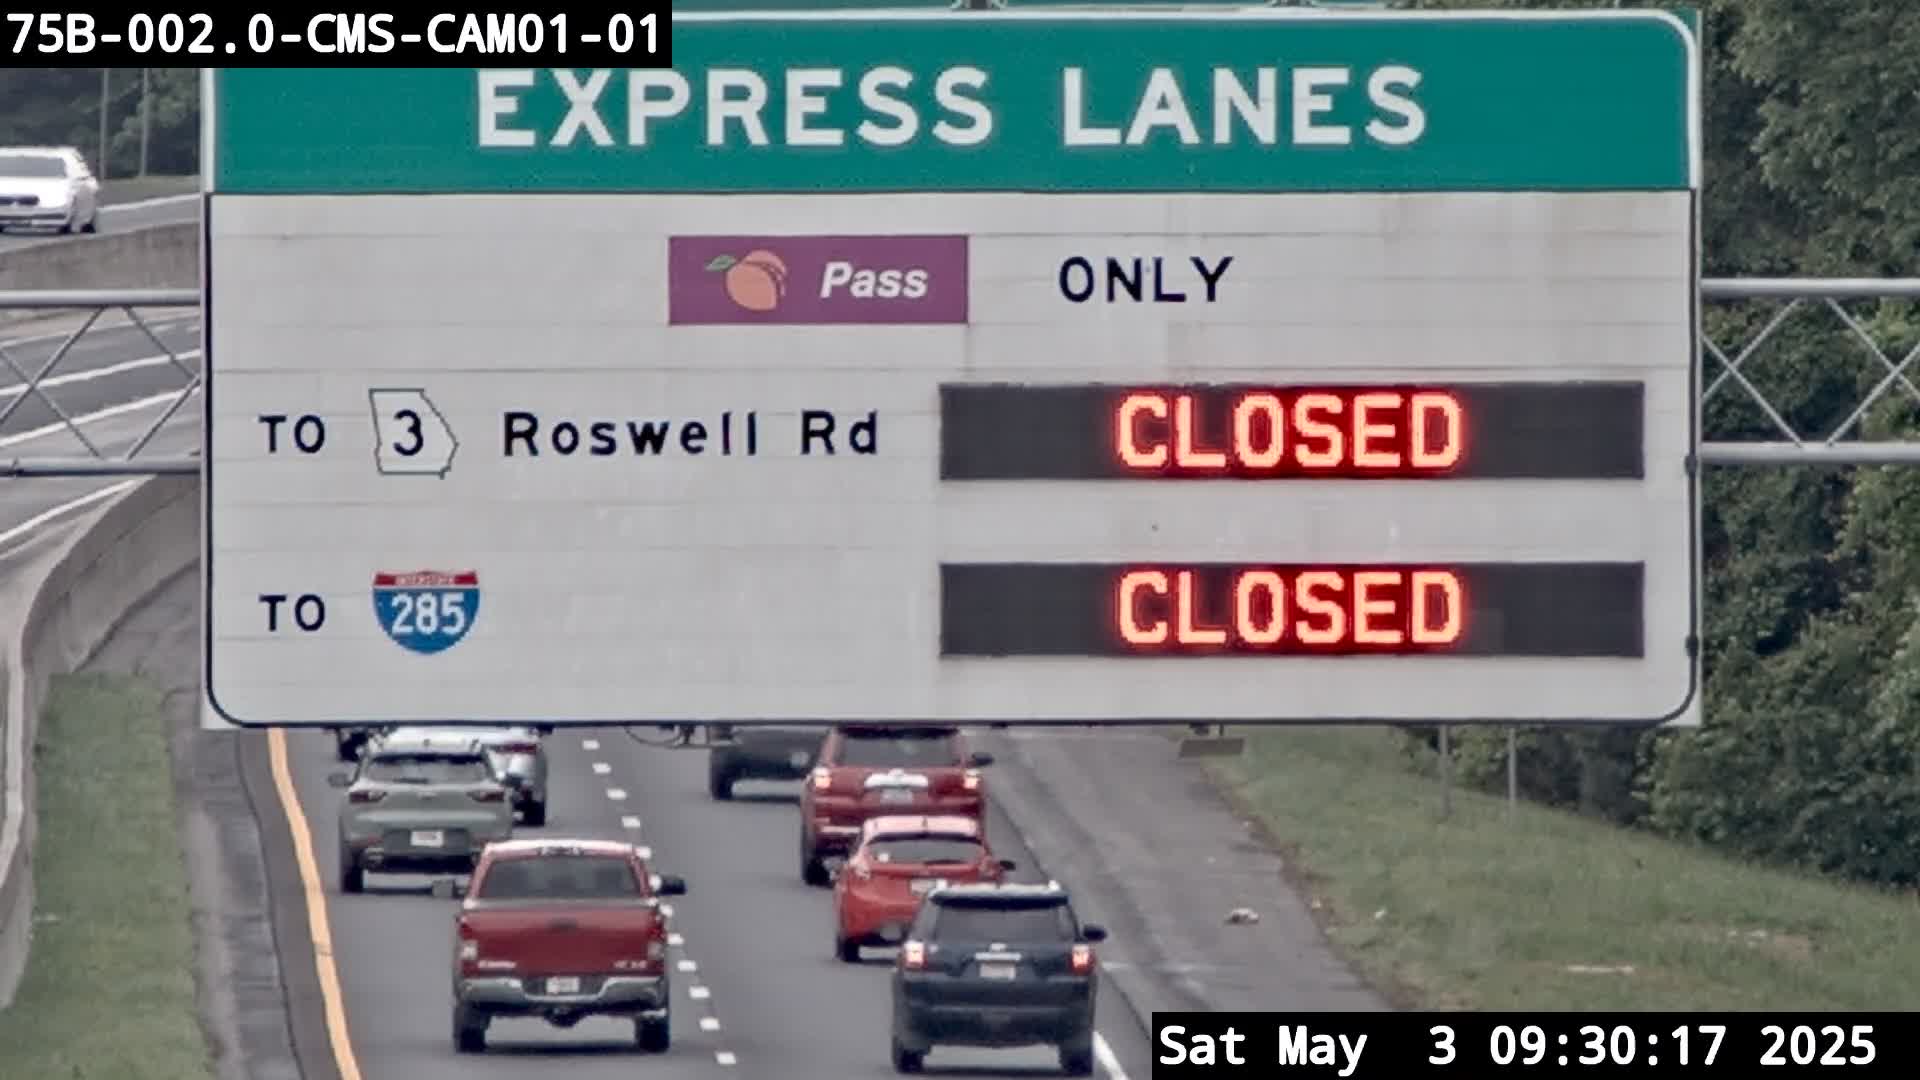 75B-002.0-CMS-CAM01-01
EXPRESS LANES
Pass ONLY
TO 3 Roswell Rd CLOSED
INTERSTATE
TO 285 CLOSED
Sat May 3 09:30:17 2025